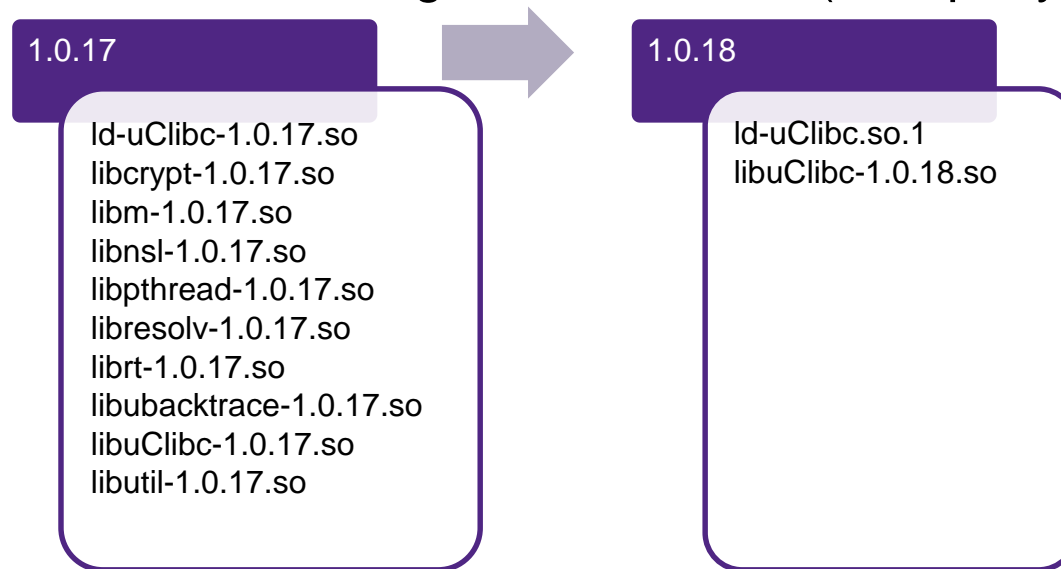 1.0.17
ld-uClibc-1.0.17.so
libcrypt-1.0.17.so
libm-1.0.17.so
libnsl-1.0.17.so
libpthread-1.0.17.so
libresolv-1.0.17.so
librt-1.0.17.so
libubacktrace-1.0.17.so
libuClibc-1.0.17.so
libutil-1.0.17.so
1.0.18
ld-uClibc.so.1
libuClibc-1.0.18.so